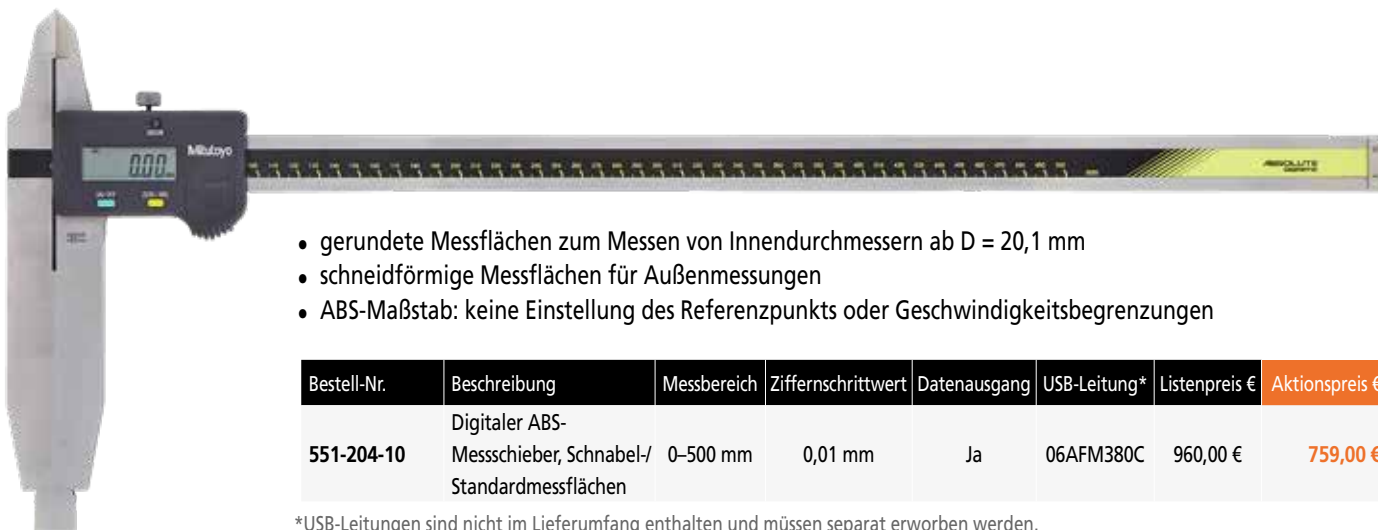 Mitutoyo
0.00
ABSOLUTE
• gerundete Messflächen zum Messen von Innendurchmessern ab D = 20,1 mm
• schneidförmige Messflächen für Außenmessungen
• ABS-Maßstab: keine Einstellung des Referenzpunkts oder Geschwindigkeitsbegrenzungen
Bestell-Nr. Beschreibung Messbereich Ziffernschrittwert Datenausgang USB-Leitung* Listenpreis € Aktionspreis €
Digitaler ABS-
551-204-10 Messschieber, Schnabel-/ 0–500 mm 0,01 mm Ja 06AFM380C 960,00 € 759,00 €
Standardmessflächen
*USB-Leitungen sind nicht im Lieferumfang enthalten und müssen separat erworben werden.